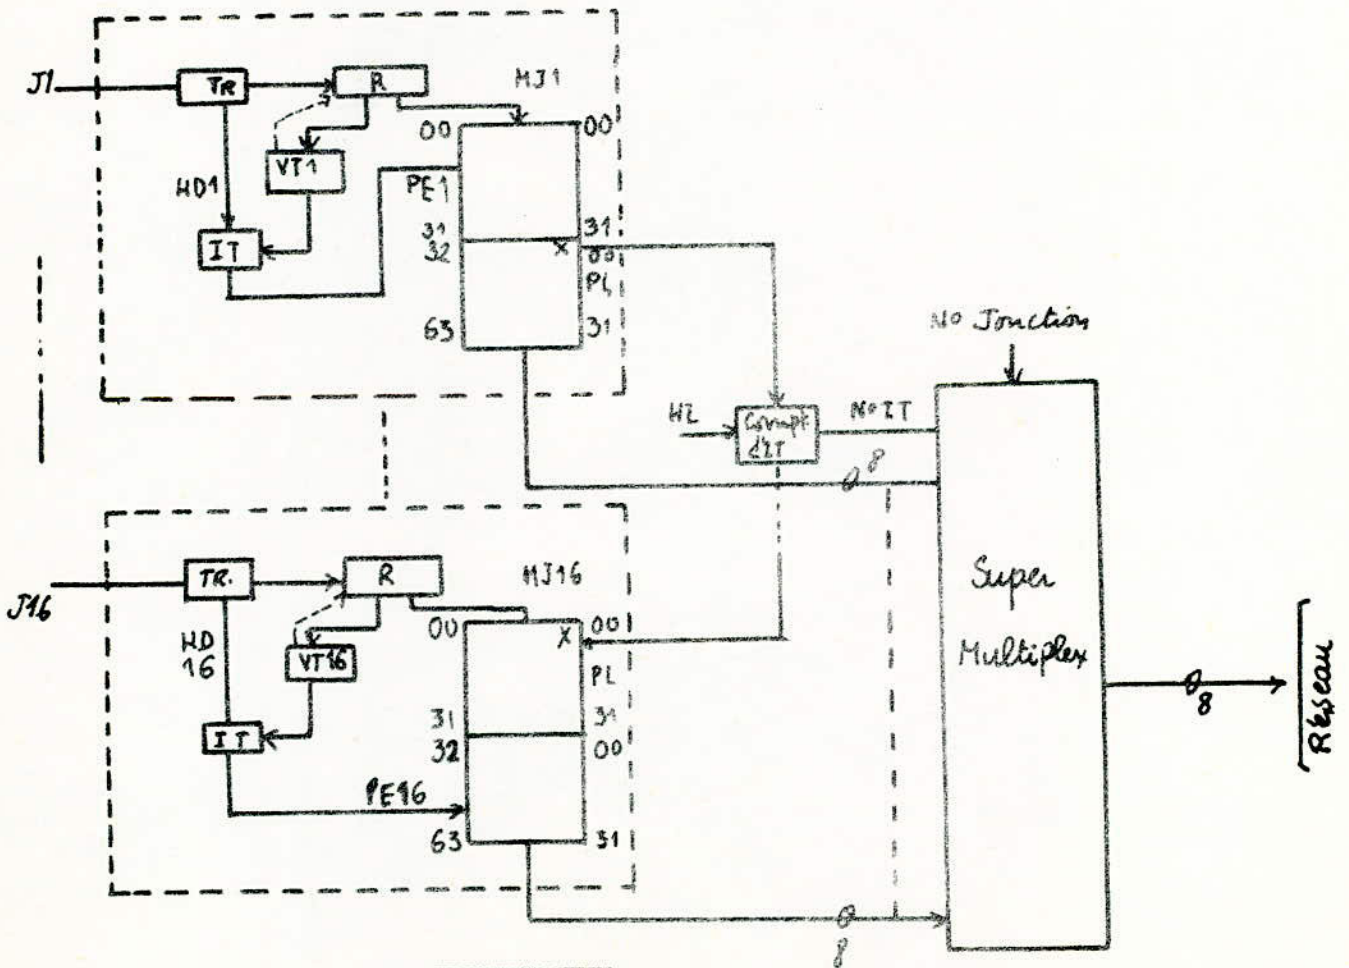 J1
TR
R
MJ1
00
00
VT1
HD1
PE1
IT
31
31
32
X
00
PL
63
31
No Jonction
HL
Compt.
d'IT
No IT
8
J16
TR.
R
MJ16
00
X
00
HD
16
VT16
PL
31
31
IT
32
00
PE16
63
31
8
Super
Multiplex
8
Réseau